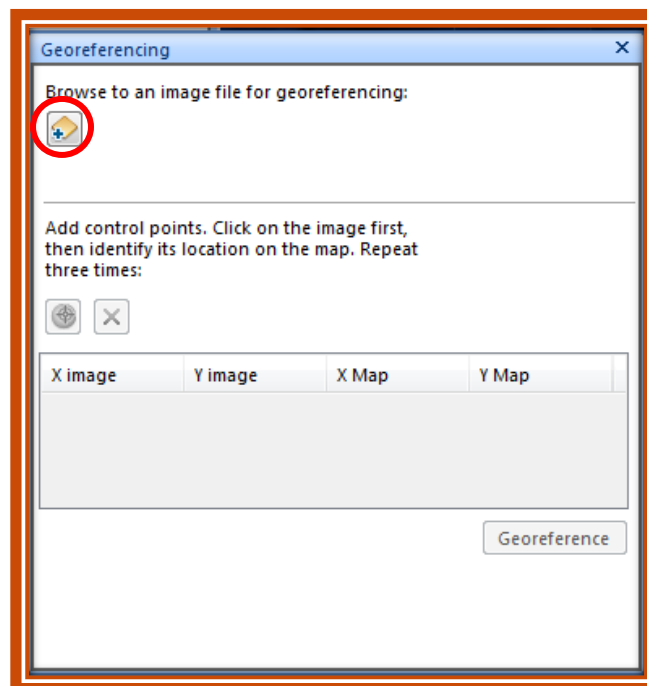 Georeferencing
Browse to an image file for georeferencing:
Add control points. Click on the image first,
then identify its location on the map. Repeat
three times:
X image Y image X Map Y Map
Georeference